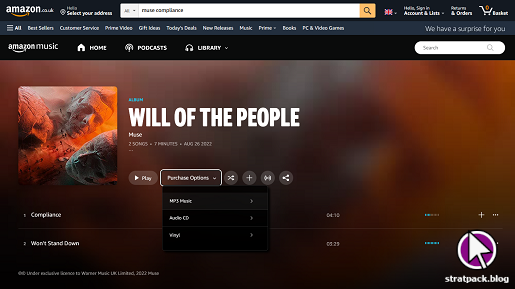 amazon.co.uk
Hello
Select your address
All
muse compliance
Hello, Sign in
Account & Lists
Returns
& Orders
0
Basket
All
Best Sellers
Customer Service
Prime Video
Gift Ideas
Today's Deals
New Releases
Music
Prime
Books
PC & Video Games
We have a surprise for you
amazon music
HOME
PODCASTS
LIBRARY
Search
ALBUM
WILL OF THE PEOPLE
Muse
2 SONGS • 7 MINUTES • AUG 26 2022
Play
Purchase Options
MP3 Music
Audio CD
Vinyl
1 Compliance 04:10
2 Won't Stand Down 03:29
©℗ Under exclusive licence to Warner Music UK Limited, 2022 Muse
stratpack.blog